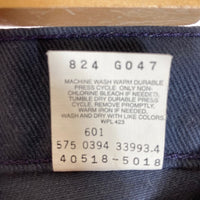 824 G047
MACHINE WASH WARM DURABLE
PRESS CYCLE. ONLY NON-
CHLORINE BLEACH IF NEEDED.
TUMBLE DRY DURABLE PRESS
CYCLE. REMOVE PROMPTLY.
WARM IRON, IF NEEDED.
WASH AND DRY WITH LIKE COLORS.
WPL 423
601
575 0394 33993.4
40518-5018